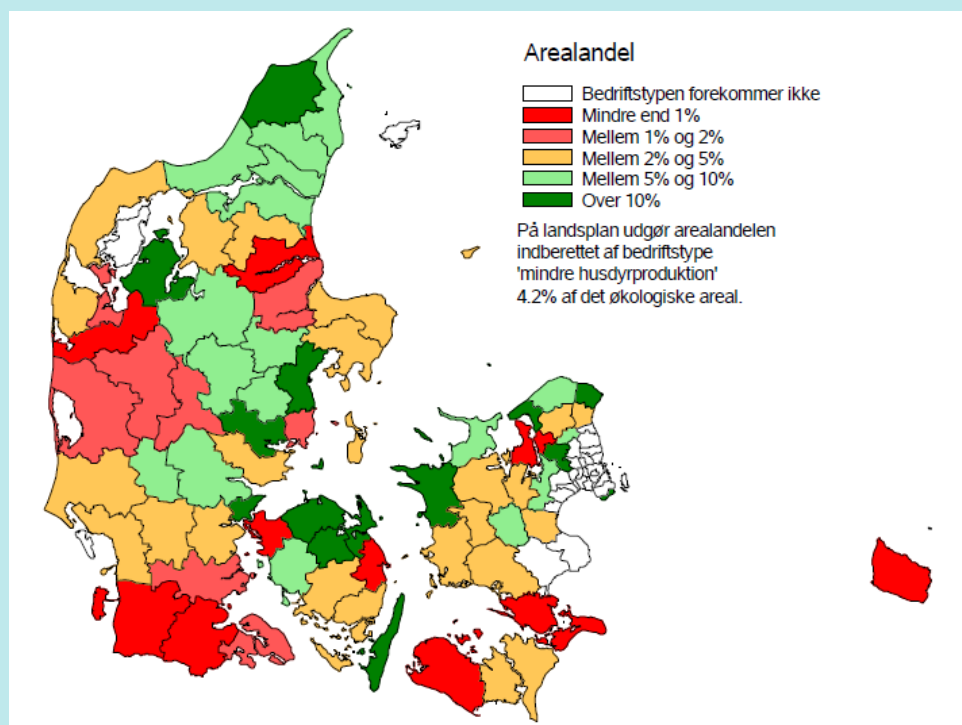 Arealandel
Bedriftstypen forekommer ikke
Mindre end 1%
Mellem 1% og 2%
Mellem 2% og 5%
Mellem 5% og 10%
Over 10%
På landsplan udgør arealandelen
indberettet af bedriftstype
'mindre husdyrproduktion'
4.2% af det økologiske areal.